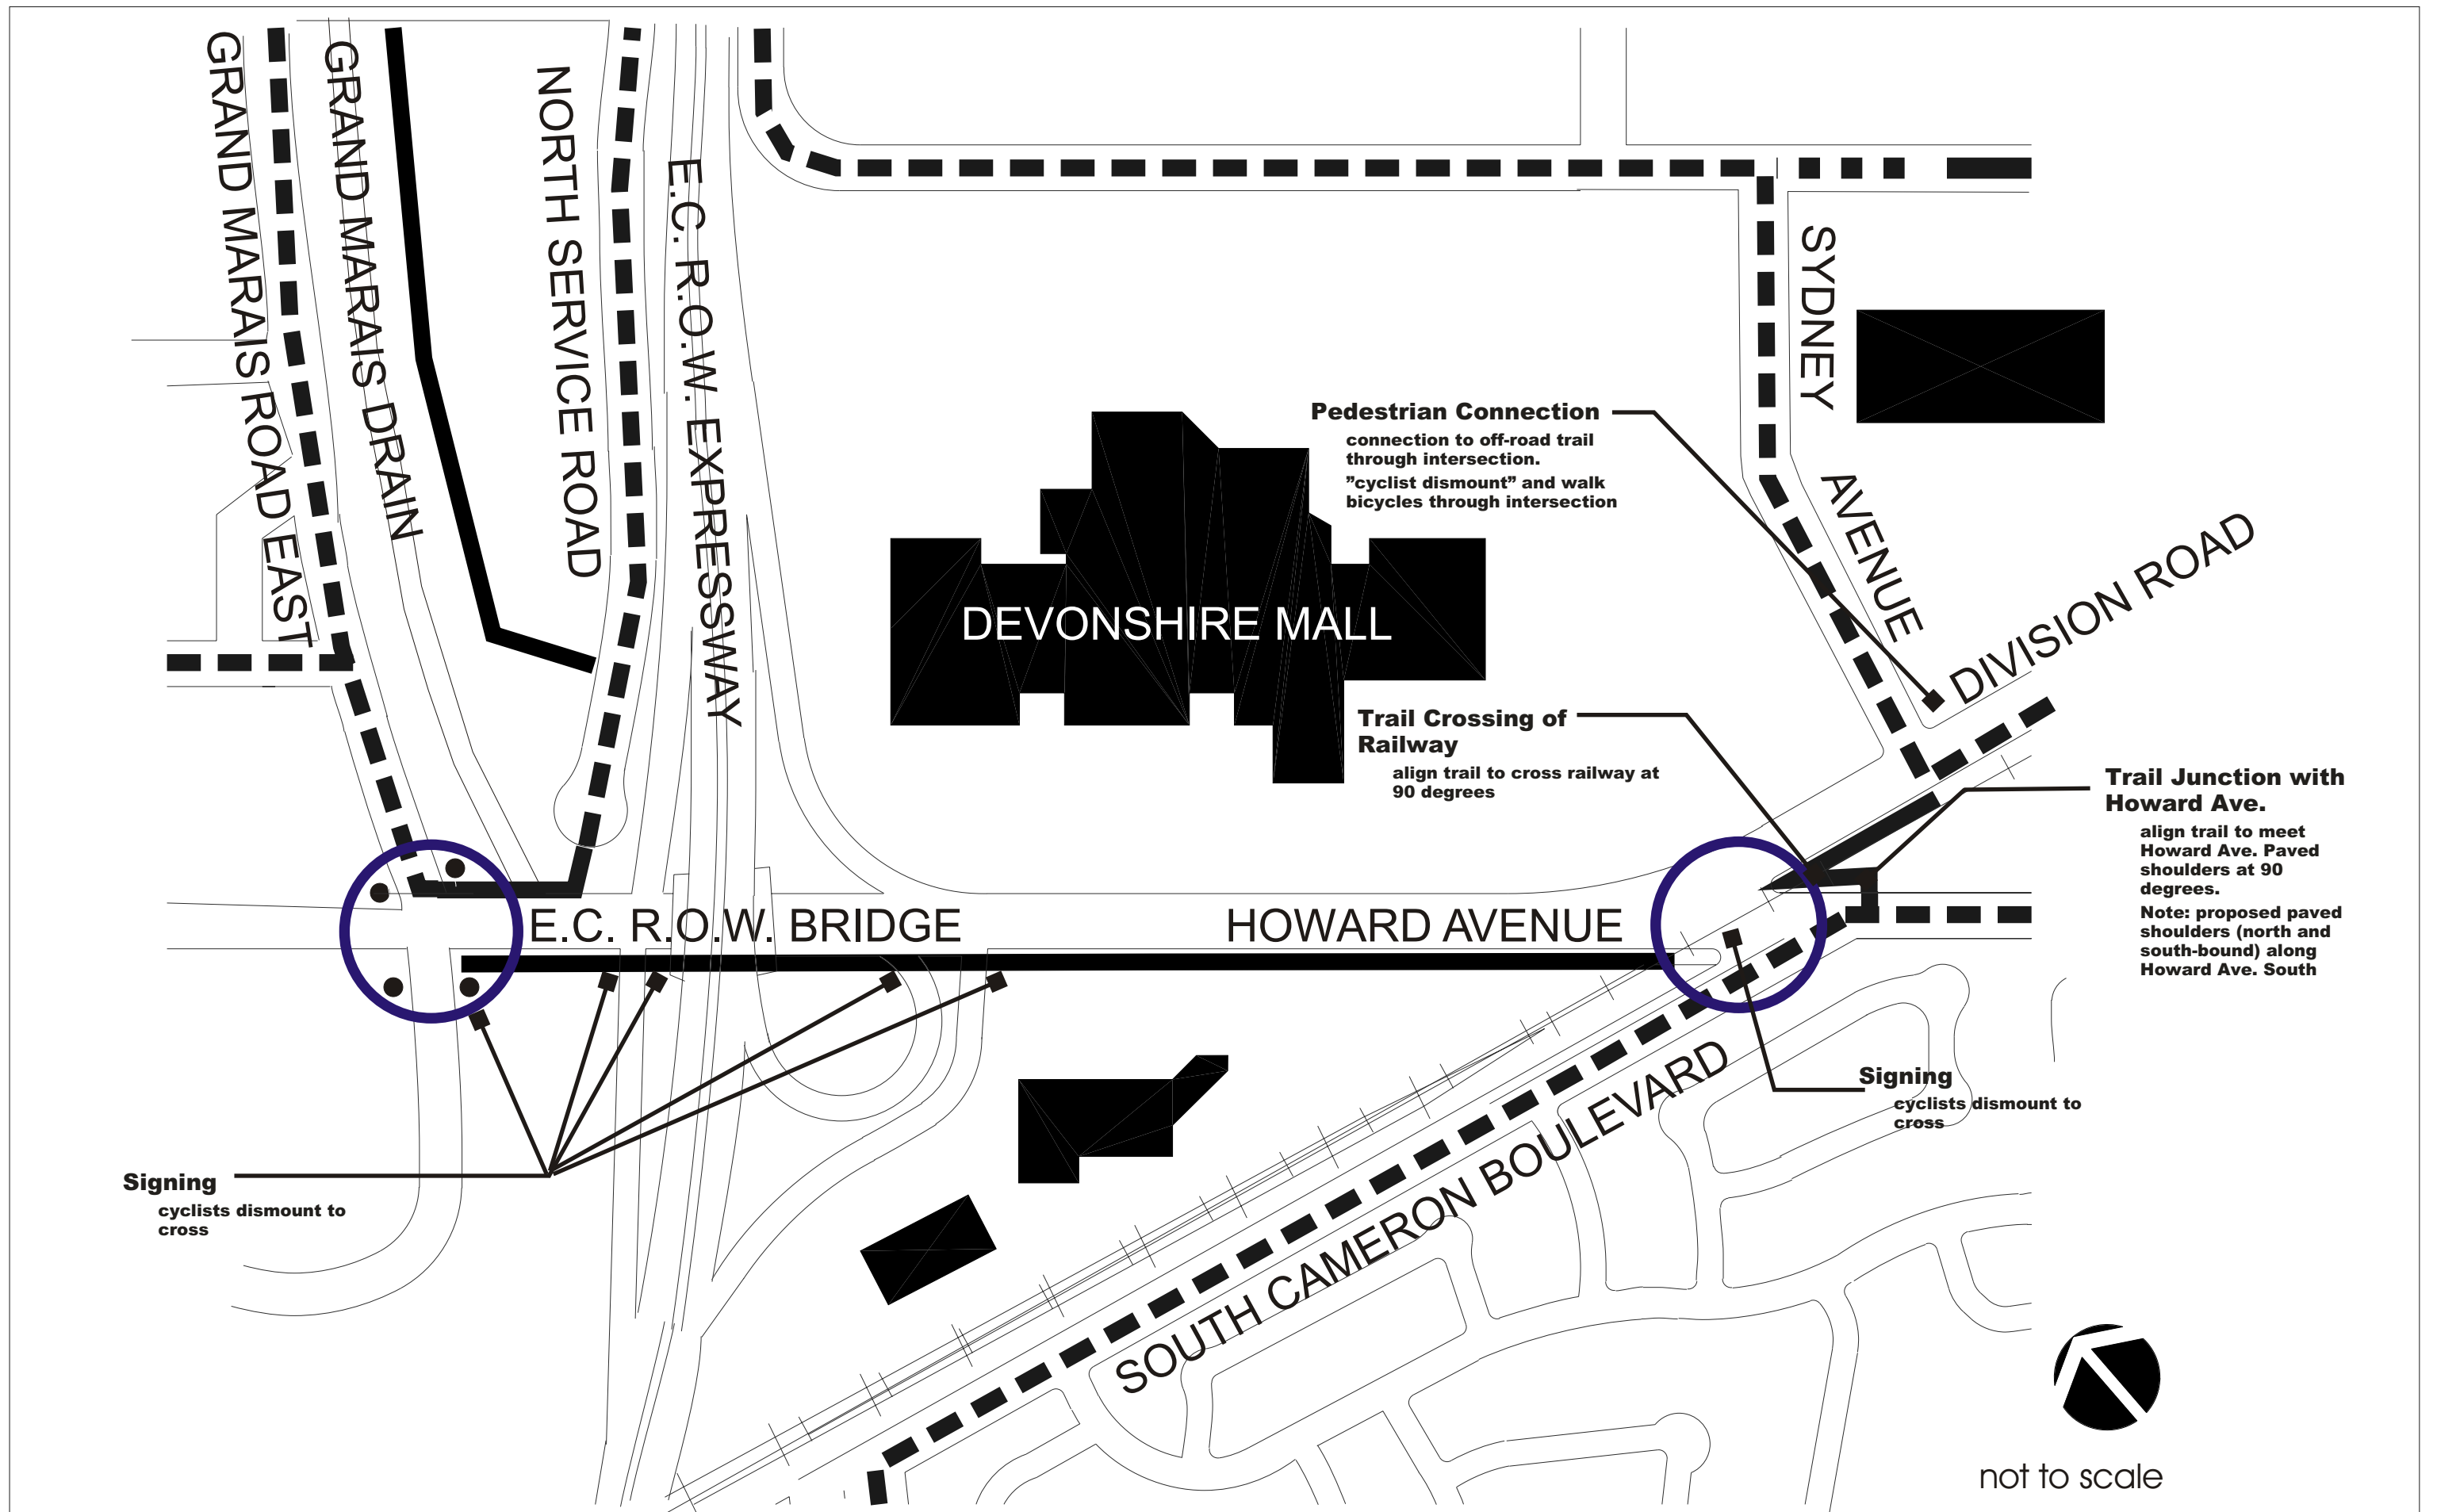 GRAND MARAIS ROAD EAST
GRAND MARAIS DRAIN
NORTH SERVICE ROAD
E.C. R.O.W. EXPRESSWAY
SYDNEY
AVENUE
DIVISION ROAD
Pedestrian Connection
connection to off-road trail
through intersection.
”cyclist dismount” and walk
bicycles through intersection
DEVONSHIRE MALL
Trail Crossing of
Railway
align trail to cross railway at
90 degrees
Trail Junction with
Howard Ave.
align trail to meet
Howard Ave. Paved
shoulders at 90
degrees.
Note: proposed paved
shoulders (north and
south-bound) along
Howard Ave. South
E.C. R.O.W. BRIDGE
HOWARD AVENUE
SOUTH CAMERON BOULEVARD
Signing
cyclists dismount to
cross
Signing
cyclists dismount to
cross
not to scale